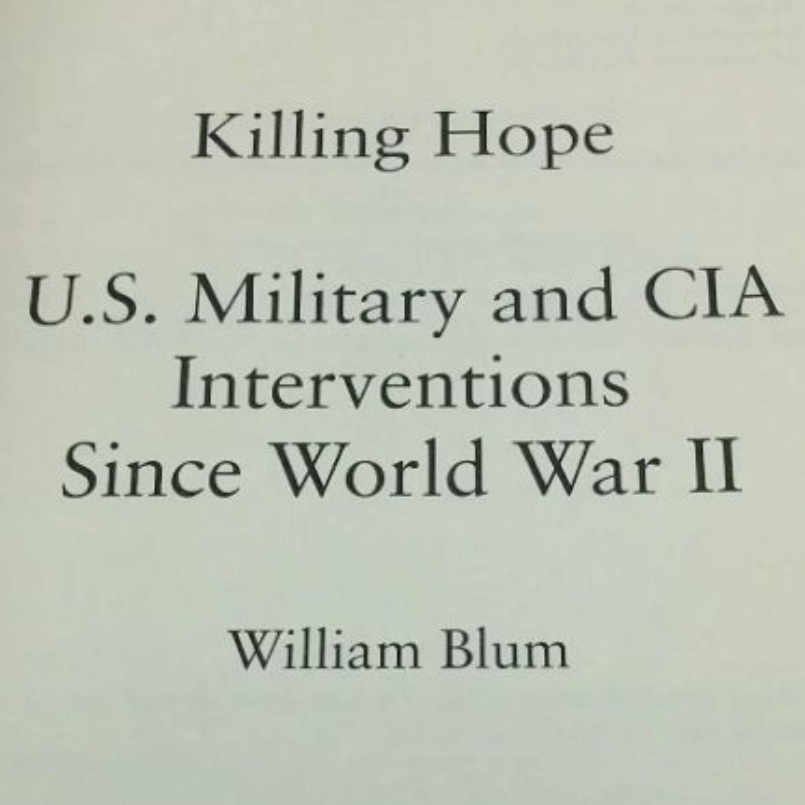 Killing Hope
U.S. Military and CIA
Interventions
Since World War II
William Blum